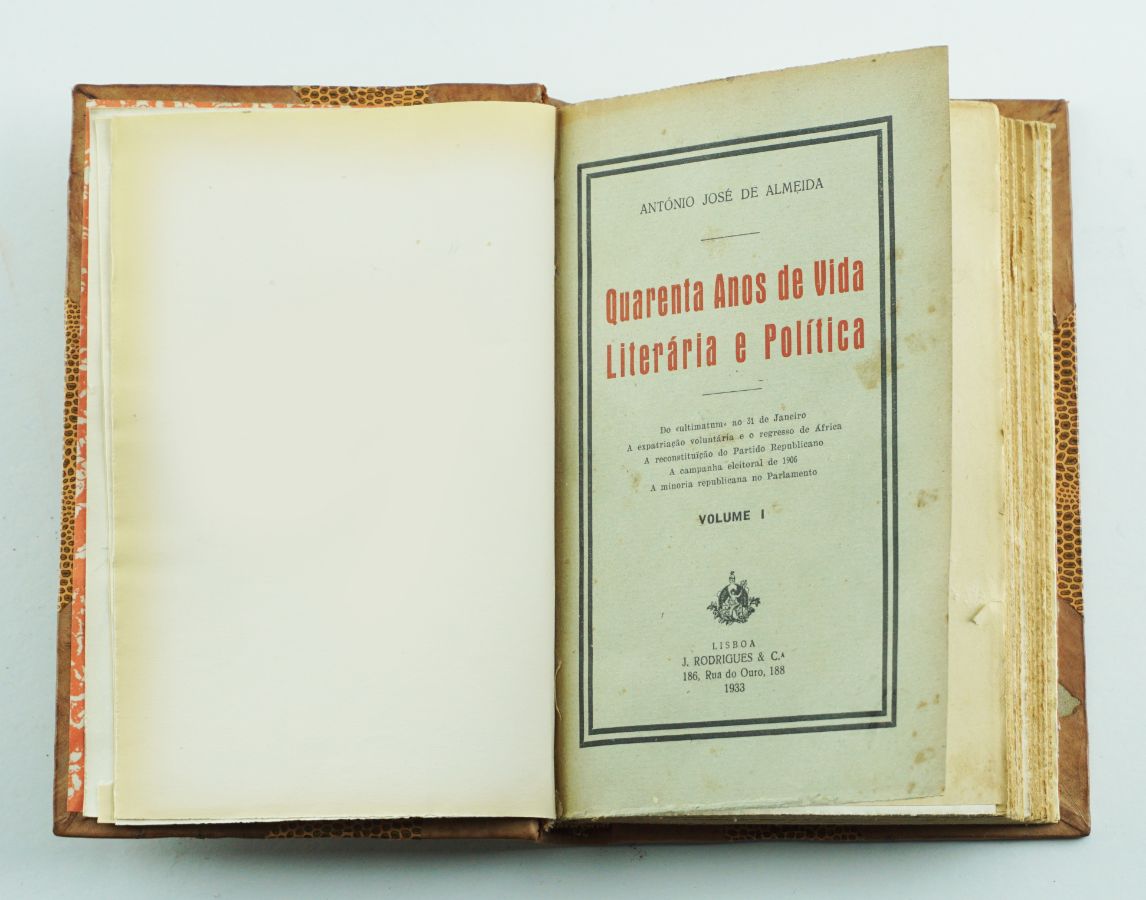 ANTÓNIO JOSÉ DE ALMEIDA
Quarenta Anos de Vida
Literária e Política
Do «ultimatum» ao 31 de Janeiro
A expatriação voluntária e o regresso de África
A reconstituïção do Partido Republicano
A campanha eleitoral de 1906
A minoria republicana no Parlamento
VOLUME I
LISBOA
J. RODRIGUES & C.ᴬ
186, Rua do Ouro, 188
1933